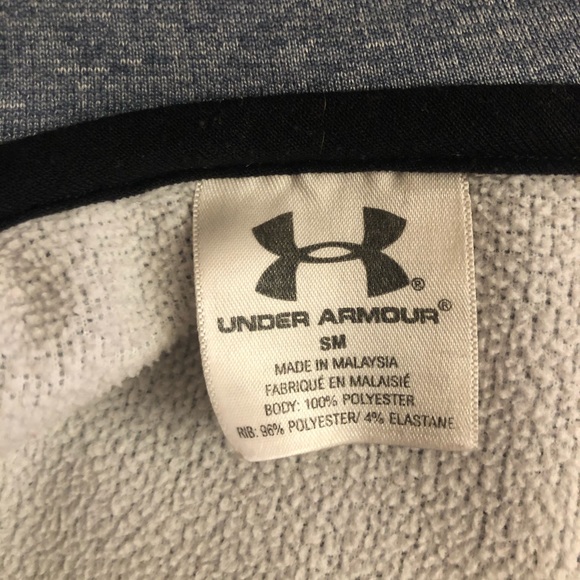 ®
UNDER ARMOUR®
SM
MADE IN MALAYSIA
FABRIQUÉ EN MALAISIÉ
BODY: 100% POLYESTER
RIB: 96% POLYESTER/ 4% ELASTANE